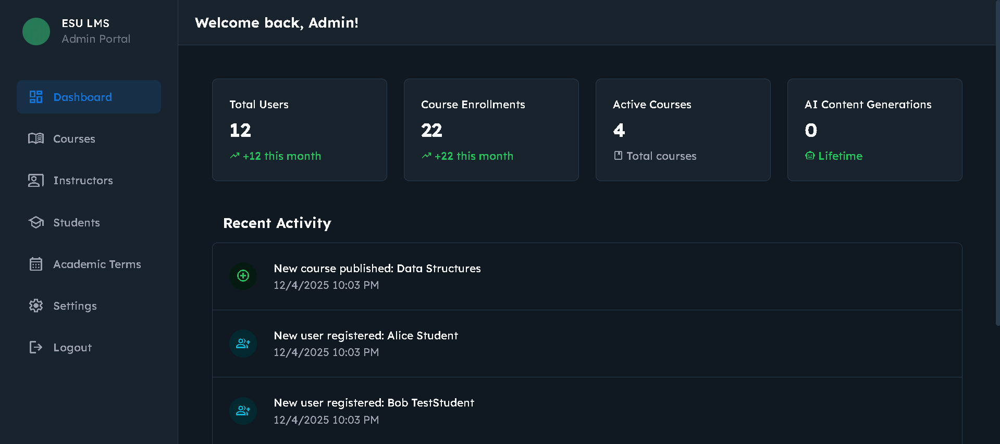 ESU LMS
Admin Portal
Dashboard
Courses
Instructors
Students
Academic Terms
Settings
Logout
Welcome back, Admin!
Total Users
12
+12 this month
Course Enrollments
22
+22 this month
Active Courses
4
Total courses
AI Content Generations
0
Lifetime
Recent Activity
New course published: Data Structures
12/4/2025 10:03 PM
New user registered: Alice Student
12/4/2025 10:03 PM
New user registered: Bob TestStudent
12/4/2025 10:03 PM